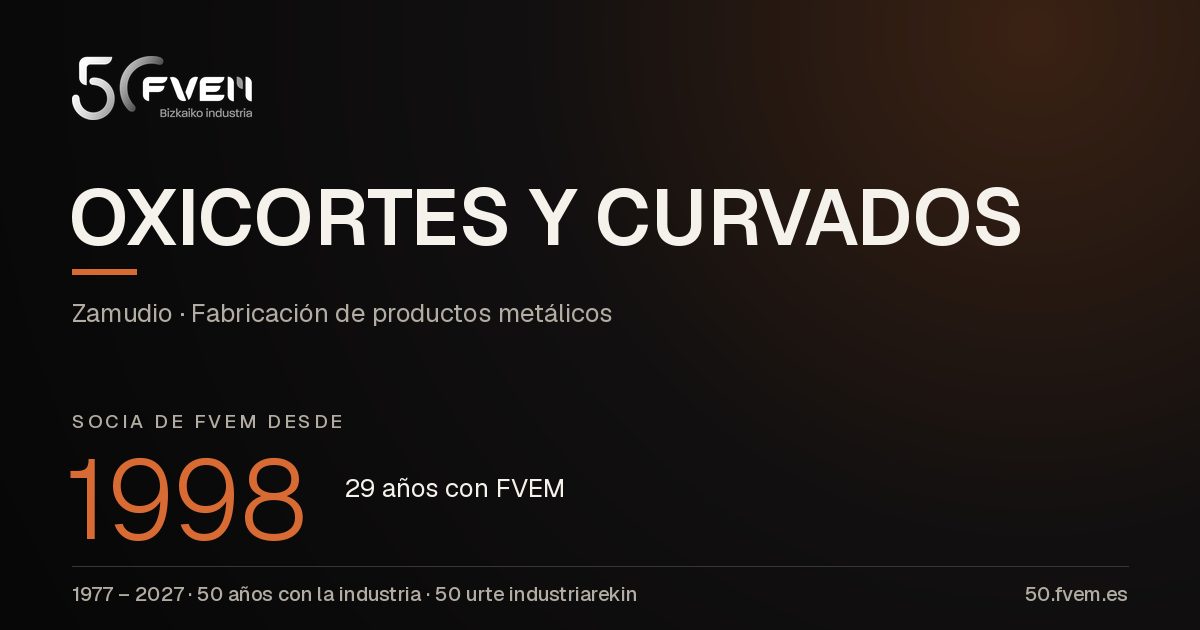 50 FVEM
Bizkaiko industria
OXICORTES Y CURVADOS
Zamudio · Fabricación de productos metálicos
SOCIA DE FVEM DESDE
1998
29 años con FVEM
1977 – 2027 · 50 años con la industria · 50 urte industriarekin
50.fvem.es